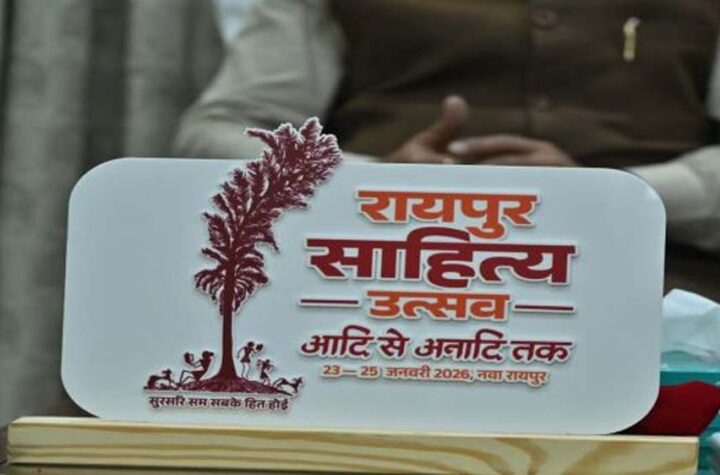 रायपुर
साहित्य
उत्सव
आदि से अनादि तक
23 — 25 जनवरी 2026, नवा रायपुर
सुरसरि सम सबके हित होई